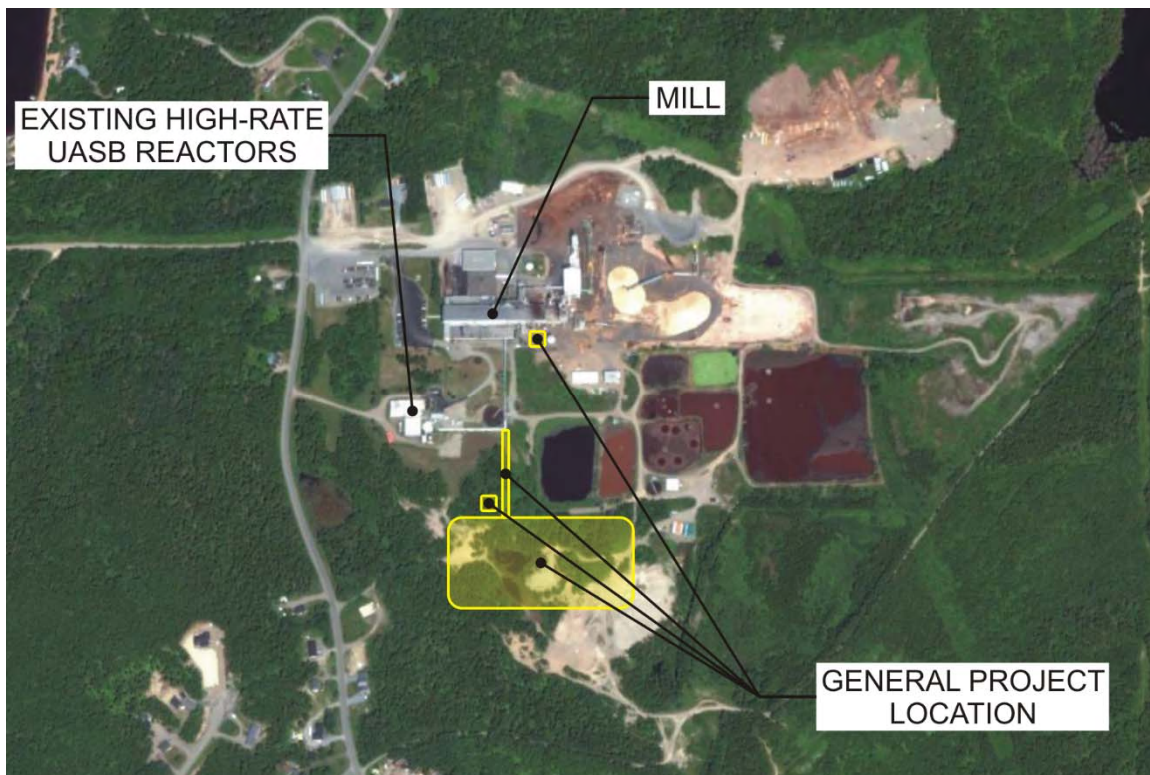 MILL
EXISTING HIGH-RATE
UASB REACTORS
GENERAL PROJECT
LOCATION